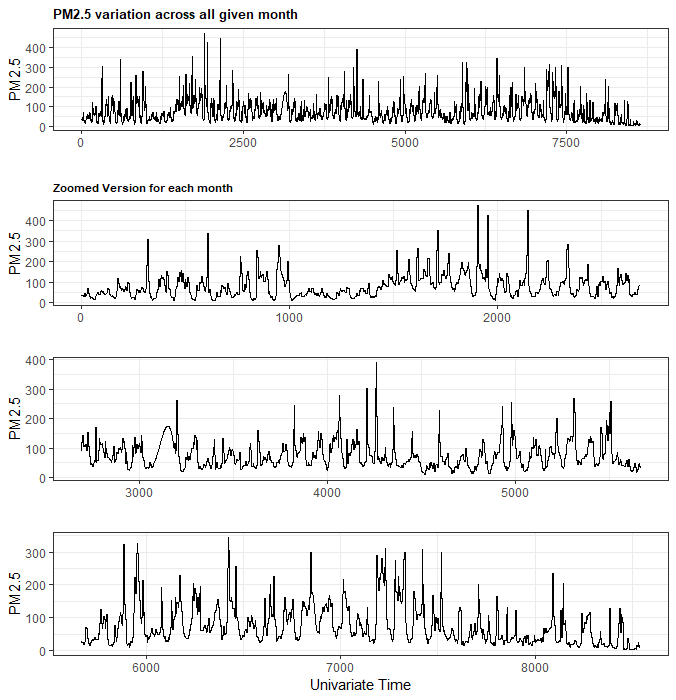 PM2.5 variation across all given month
PM2.5
400
300
200
100
0
0 2500 5000 7500
Zoomed Version for each month
PM2.5
400
300
200
100
0
0 1000 2000
PM2.5
400
300
200
100
0
3000 4000 5000
PM2.5
300
200
100
0
6000 7000 8000
Univariate Time